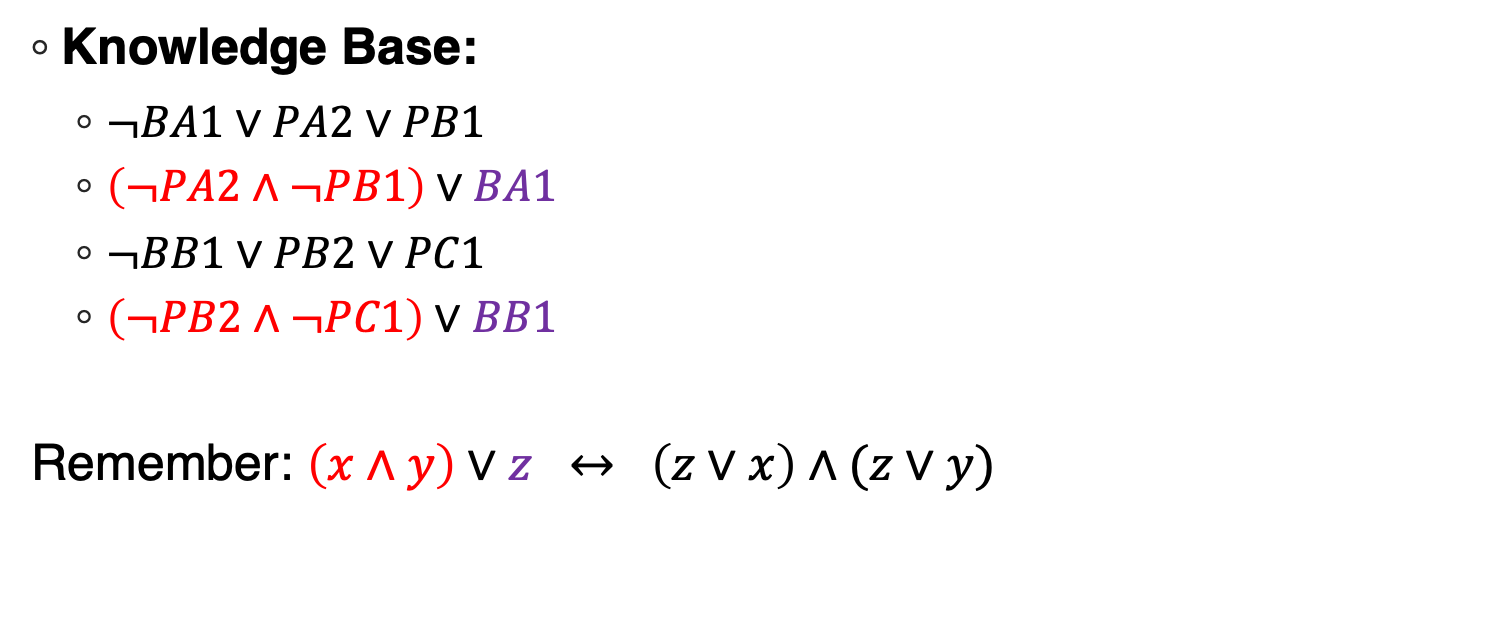 ◦ Knowledge Base:
◦ ¬BA1 ∨ PA2 ∨ PB1
◦ (¬PA2 ∧ ¬PB1) ∨ BA1
◦ ¬BB1 ∨ PB2 ∨ PC1
◦ (¬PB2 ∧ ¬PC1) ∨ BB1
Remember: (x ∧ y) ∨ z ↔ (z ∨ x) ∧ (z ∨ y)